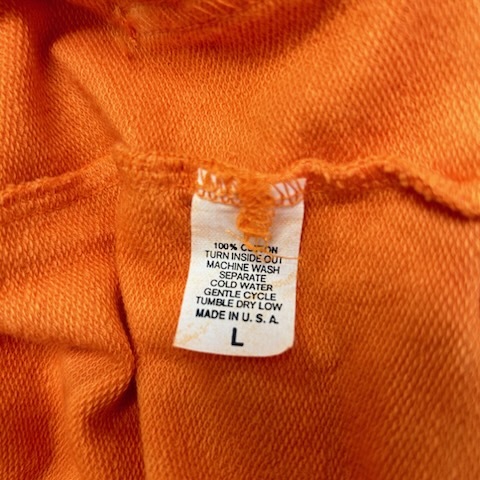 100% COTTON
TURN INSIDE OUT
MACHINE WASH
SEPARATE
COLD WATER
GENTLE CYCLE
TUMBLE DRY LOW
MADE IN U.S.A.
L